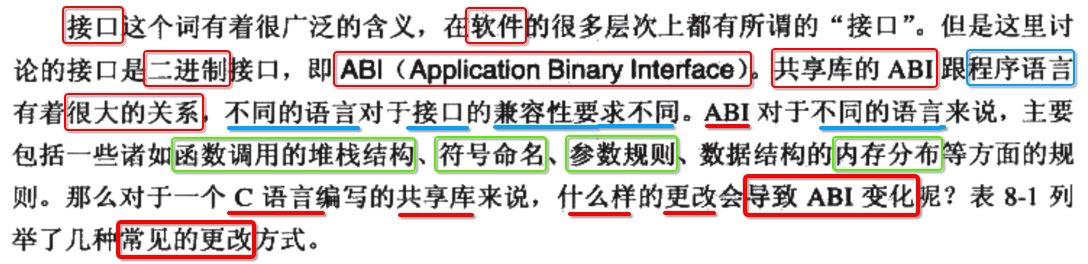 接口这个词有着很广泛的含义，在软件的很多层次上都有所谓的“接口”。但是这里讨
论的接口是二进制接口，即 ABI（Application Binary Interface）。共享库的 ABI 跟程序语言
有着很大的关系，不同的语言对于接口的兼容性要求不同。ABI 对于不同的语言来说，主要
包括一些诸如函数调用的堆栈结构、符号命名、参数规则、数据结构的内存分布等方面的规
则。那么对于一个 C 语言编写的共享库来说，什么样的更改会导致 ABI 变化呢？表 8-1 列
举了几种常见的更改方式。